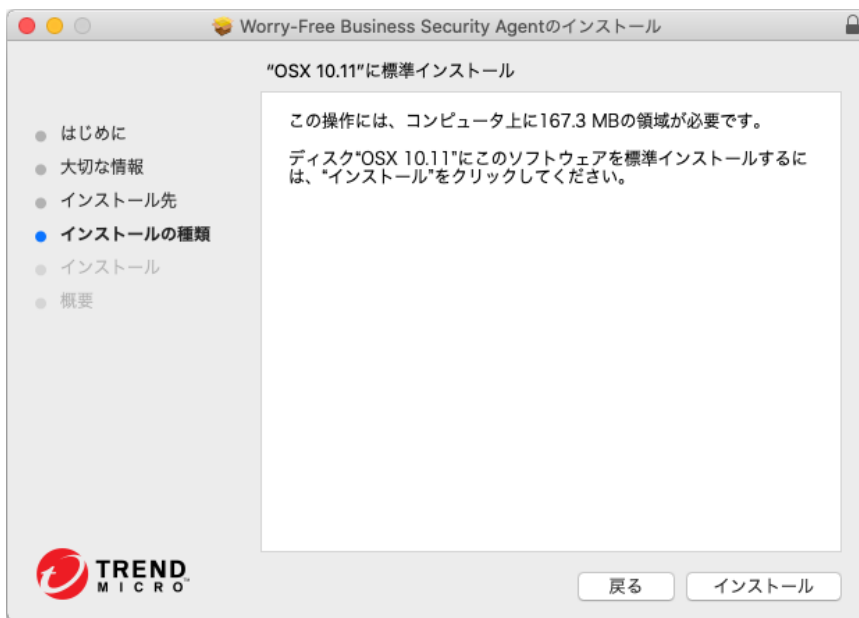 Worry-Free Business Security Agentのインストール
"OSX 10.11"に標準インストール
はじめに
大切な情報
インストール先
インストールの種類
インストール
概要
この操作には、コンピュータ上に167.3 MBの領域が必要です。
ディスク"OSX 10.11"にこのソフトウェアを標準インストールするに
は、"インストール"をクリックしてください。
TREND
MICRO™
戻る
インストール